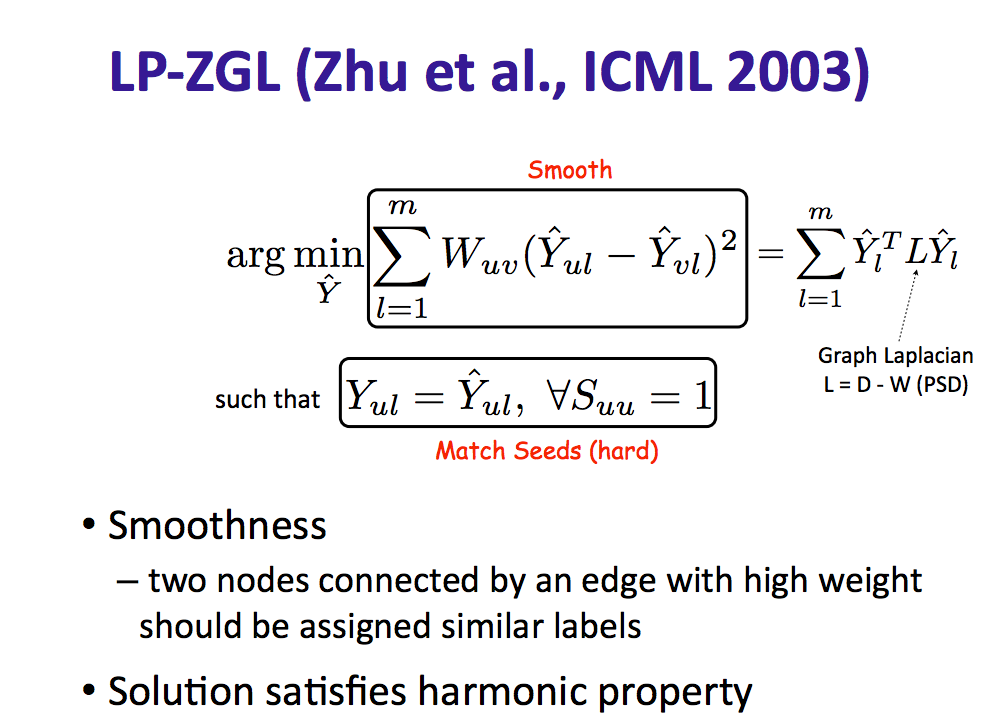 LP-ZGL (Zhu et al., ICML 2003)
Smooth
$\arg\min_{\hat{Y}} \sum_{l=1}^{m} W_{uv}(\hat{Y}_{ul} - \hat{Y}_{vl})^2 = \sum_{l=1}^{m} \hat{Y}_l^T L \hat{Y}_l$
Graph Laplacian
L = D - W (PSD)
such that $Y_{ul} = \hat{Y}_{ul}, \ \forall S_{uu} = 1$
Match Seeds (hard)
• Smoothness
– two nodes connected by an edge with high weight
should be assigned similar labels
• Solution satisfies harmonic property